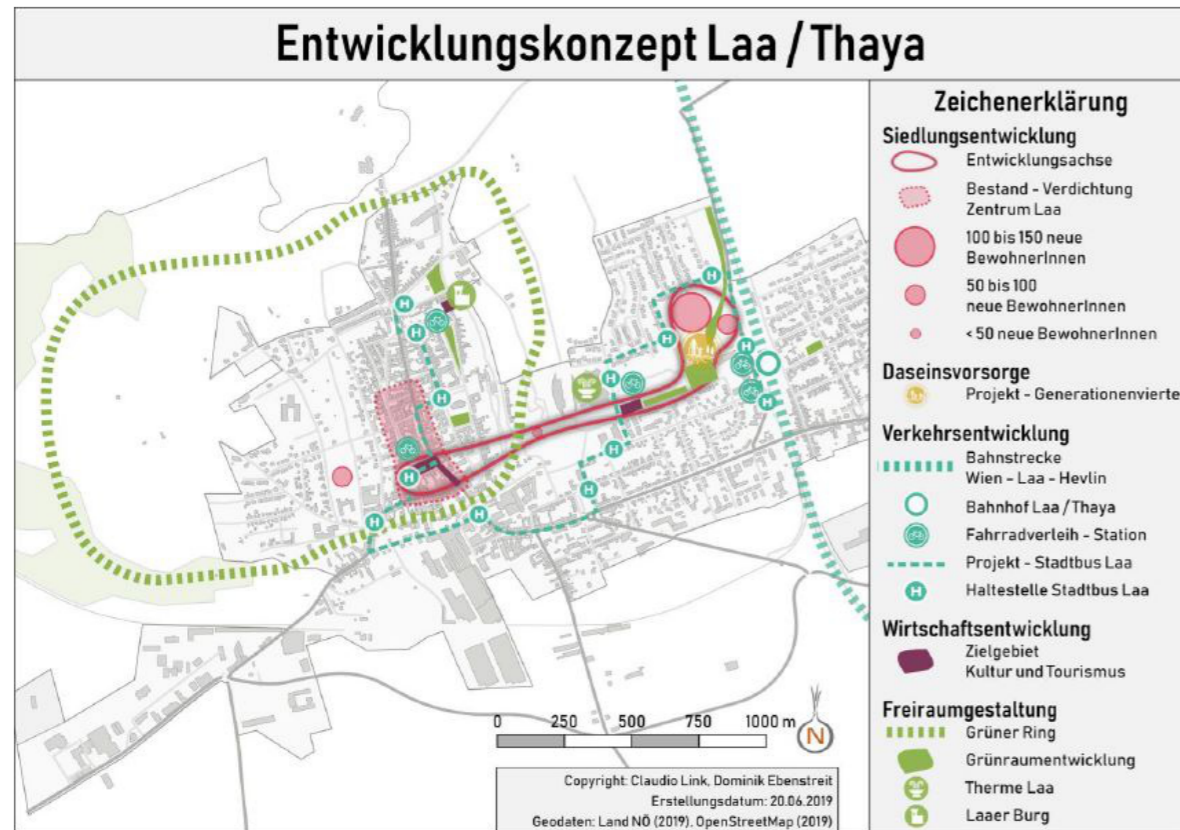 Entwicklungskonzept Laa / Thaya
Zeichenerklärung
Siedlungsentwicklung
Entwicklungsachse
Bestand - Verdichtung
Zentrum Laa
100 bis 150 neue
BewohnerInnen
50 bis 100
neue BewohnerInnen
< 50 neue BewohnerInnen
Daseinsvorsorge
Projekt - Generationenvierte
Verkehrsentwicklung
Bahnstrecke
Wien - Laa - Hevlin
Bahnhof Laa / Thaya
Fahrradverleih - Station
Projekt - Stadtbus Laa
H
Haltestelle Stadtbus Laa
Wirtschaftsentwicklung
Zielgebiet
Kultur und Tourismus
Freiraumgestaltung
Grüner Ring
Grünraumentwicklung
Therme Laa
Laaer Burg
H
H
H
H
H
H
H
H
H
H
H
H
H
H
0 250 500 750 1000 m
N
Copyright: Claudio Link, Dominik Ebenstreit
Erstellungsdatum: 20.06.2019
Geodaten: Land NÖ (2019), OpenStreetMap (2019)